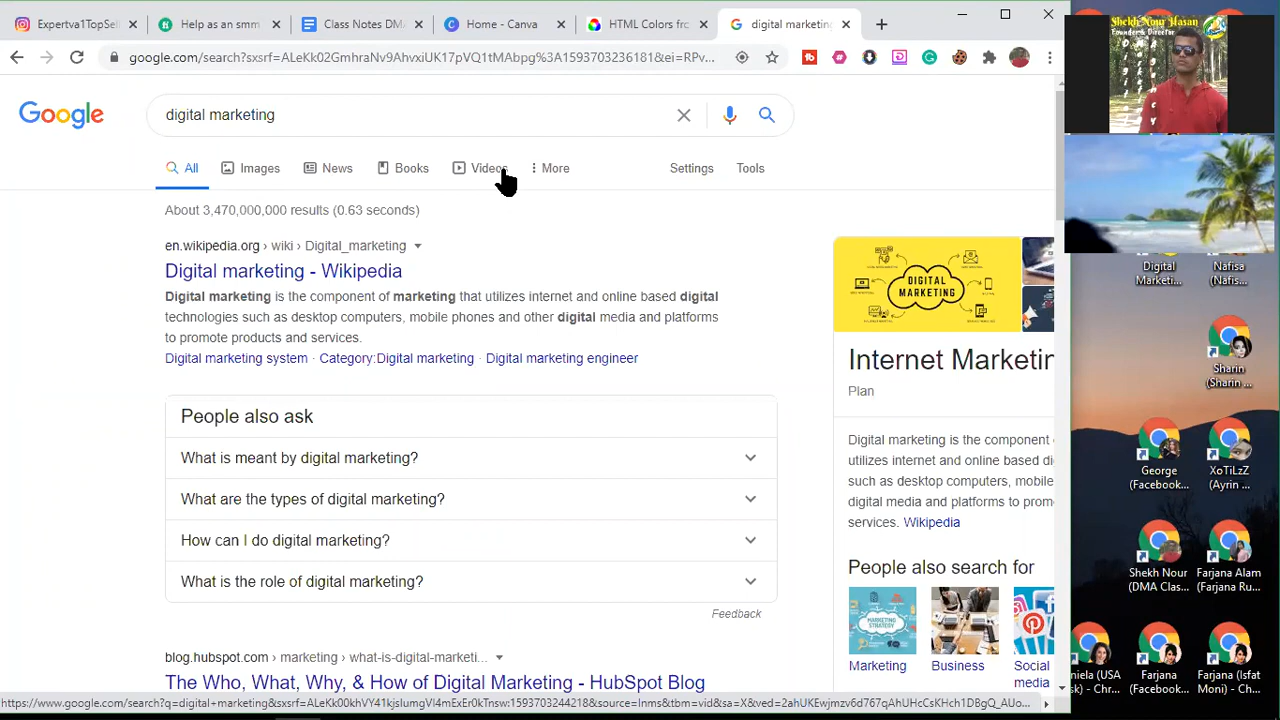 Expertva1TopSel
Help as an smm
Class Note
Home - Canva
HTML Colors fro
digital marketing
google.com/search?sxsrf=ALeKk02GmhraNv9AhvxiUK17pVQ1tMAbpg%3A1593703236181&ei=RPv...
Google
digital marketing
All
Images
News
Books
Videos
More
Settings
Tools
About 3,470,000,000 results (0.63 seconds)
en.wikipedia.org › wiki › Digital_marketing
Digital marketing - Wikipedia
Digital marketing is the component of marketing that utilizes internet and online based digital
technologies such as desktop computers, mobile phones and other digital media and platforms
to promote products and services.
Digital marketing system · Category:Digital marketing · Digital marketing engineer
People also ask
What is meant by digital marketing?
What are the types of digital marketing?
How can I do digital marketing?
What is the role of digital marketing?
Feedback
blog.hubspot.com › marketing › what-is-digital-marketi...
The Who, What, Why, & How of Digital Marketing - HubSpot Blog
DIGITAL
MARKETING
Internet Marketin
Plan
Digital marketing is the component
utilizes internet and online based di
such as desktop computers, mobile
digital media and platforms to prom
services. Wikipedia
People also search for
MARKETING
STRATEGY
Marketing
Business
Social
media
Shekh Nour Hasan
Founder & Director
Digital
Marketi...
Nafisa
(Nafis...
Sharin
(Sharin ...
George
(Facebook...
XoTiLzZ
(Ayrin ...
Shekh Nour
(DMA Clas...
Farjana Alam
(Farjana Ru...
niela (USA
sk) - Chr...
Farjana
(Facebook...
Farjana (Isfat
Moni) - Ch...